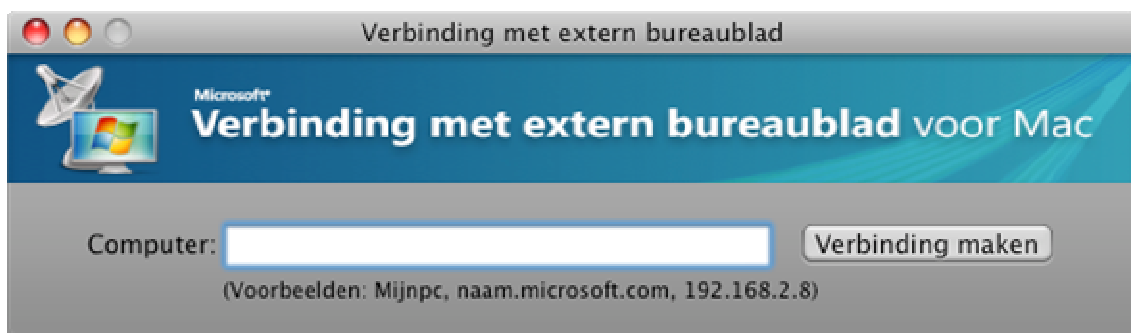 Verbinding met extern bureaublad
Microsoft®
Verbinding met extern bureaublad voor Mac
Computer:
Verbinding maken
(Voorbeelden: Mijnpc, naam.microsoft.com, 192.168.2.8)